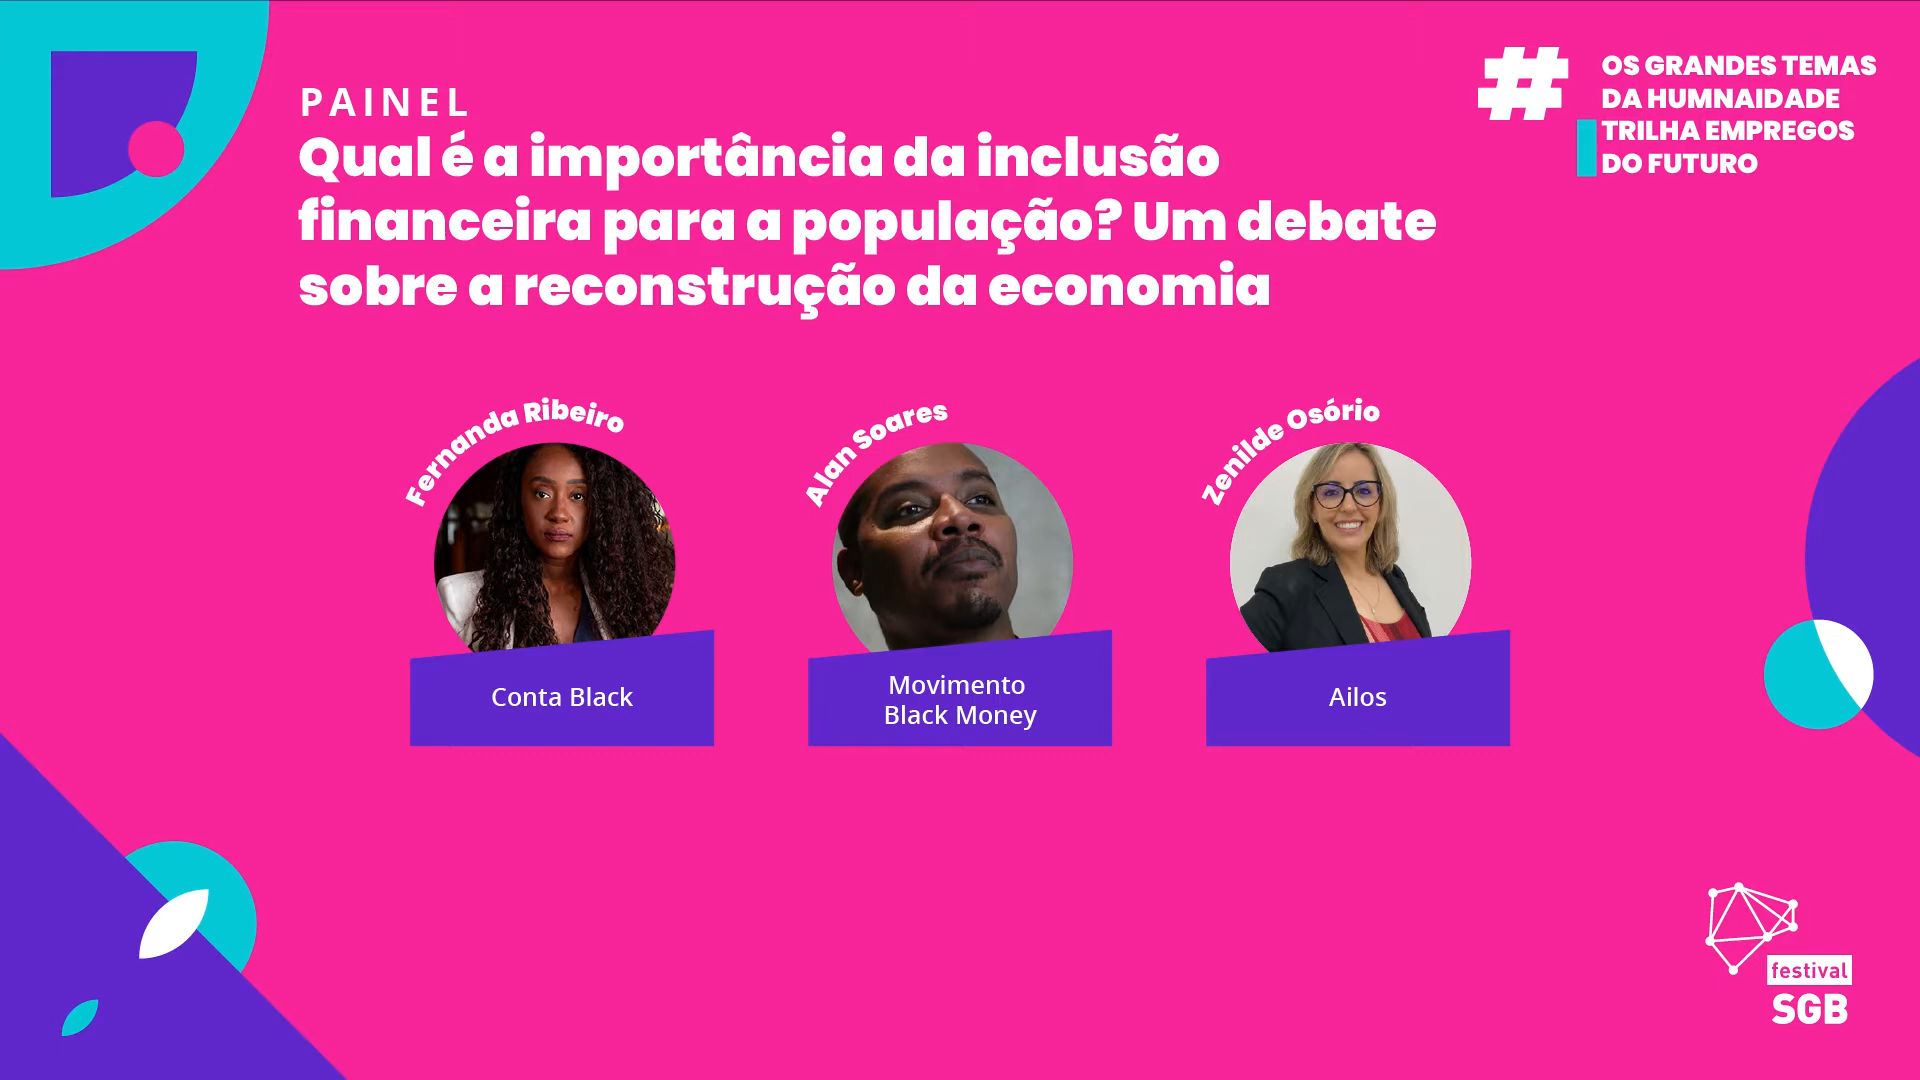 PAINEL
Qual é a importância da inclusão
financeira para a população? Um debate
sobre a reconstrução da economia
#
OS GRANDES TEMAS
DA HUMNAIDADE
TRILHA EMPREGOS
DO FUTURO
Fernanda Ribeiro
Conta Black
Alan Soares
Movimento
Black Money
Zenilde Osório
Ailos
festival
SGB